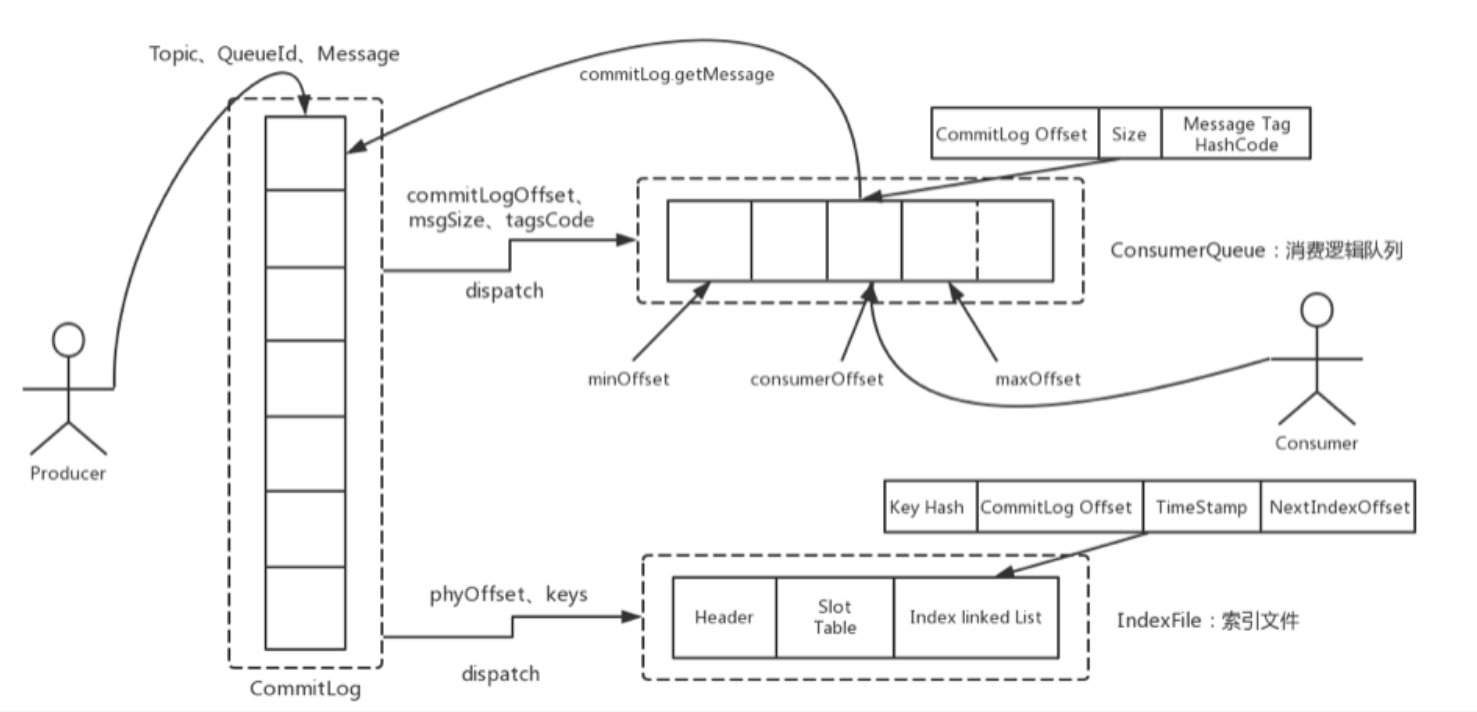 Topic、QueueId、Message
commitLog.getMessage
CommitLog Offset
Size
Message Tag
HashCode
commitLogOffset、
msgSize、tagsCode
dispatch
ConsumerQueue：消费逻辑队列
minOffset
consumerOffset
maxOffset
Producer
Consumer
Key Hash
CommitLog Offset
TimeStamp
NextIndexOffset
phyOffset、keys
dispatch
Header
Slot
Table
Index linked List
IndexFile：索引文件
CommitLog